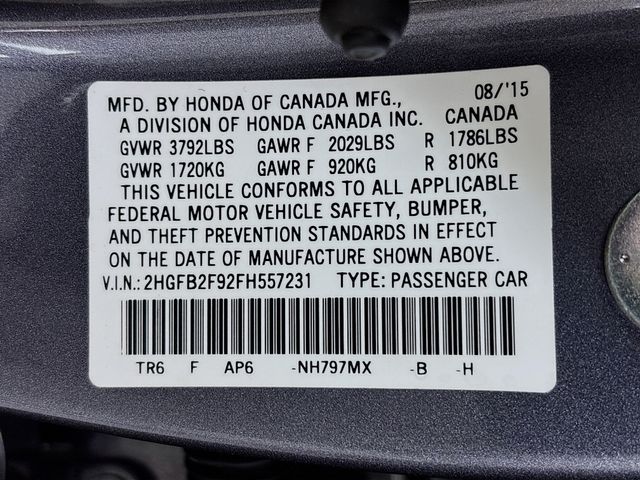 08/'15
MFD. BY HONDA OF CANADA MFG.,
A DIVISION OF HONDA CANADA INC. CANADA
GVWR 3792LBS GAWR F 2029LBS R 1786LBS
GVWR 1720KG GAWR F 920KG R 810KG
THIS VEHICLE CONFORMS TO ALL APPLICABLE
FEDERAL MOTOR VEHICLE SAFETY, BUMPER,
AND THEFT PREVENTION STANDARDS IN EFFECT
ON THE DATE OF MANUFACTURE SHOWN ABOVE.
V.I.N.: 2HGFB2F92FH557231 TYPE: PASSENGER CAR
TR6 F AP6 -NH797MX -B -H